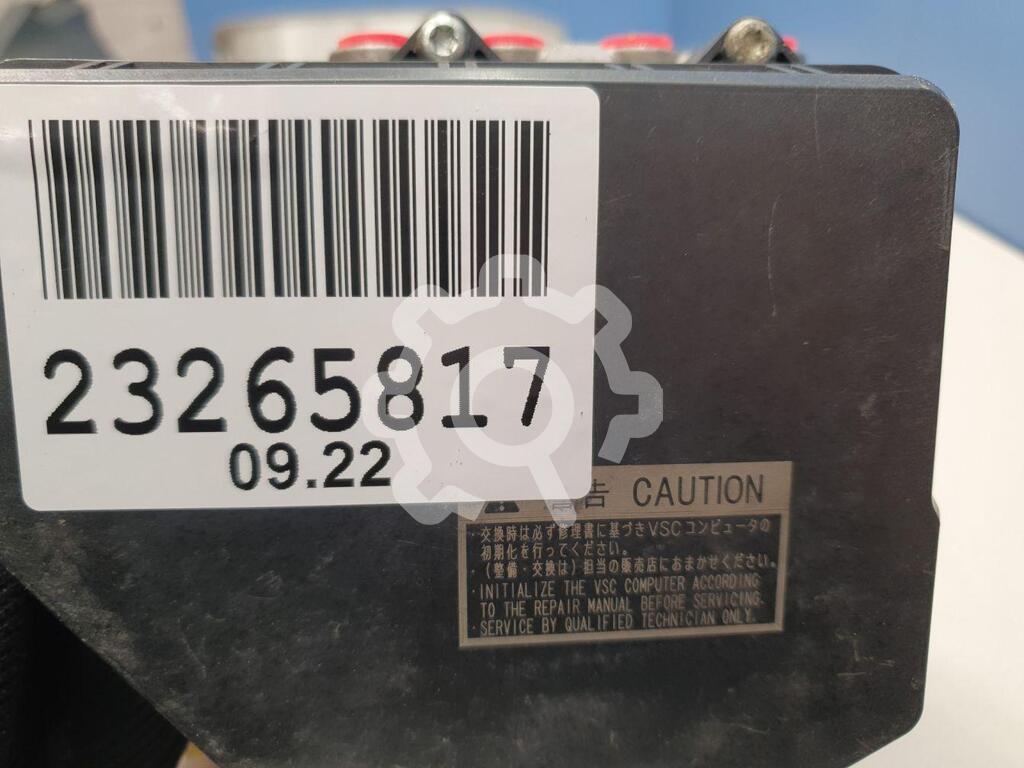 23265817
09.22
警告 CAUTION
・交換時は必ず修理書に基づきVSCコンピュータの
初期化を行ってください。
・(整備・交換は)担当の販売店におまかせください。
・INITIALIZE THE VSC COMPUTER ACCORDING
TO THE REPAIR MANUAL BEFORE SERVICING.
・SERVICE BY QUALIFIED TECHNICIAN ONLY.